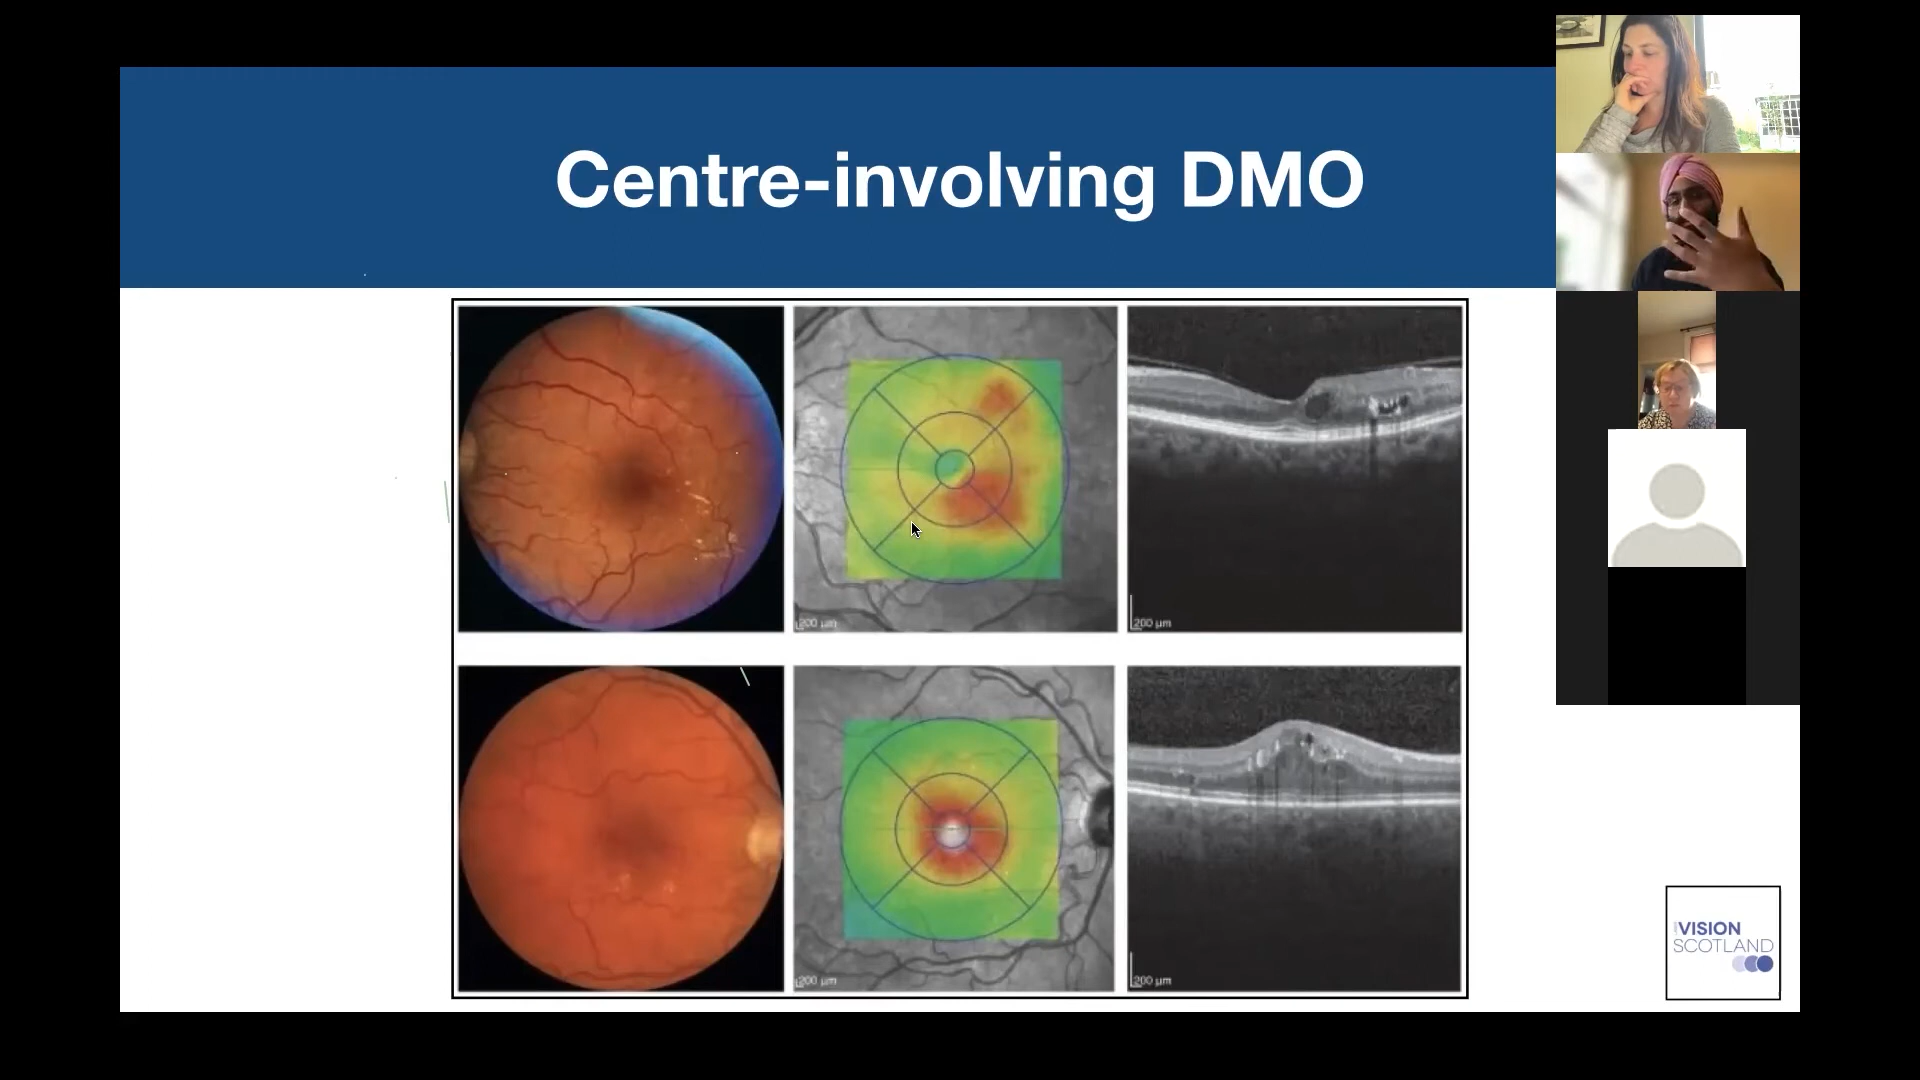 Centre-involving DMO
200 µm
200 µm
200 µm
200 µm
VISION
SCOTLAND